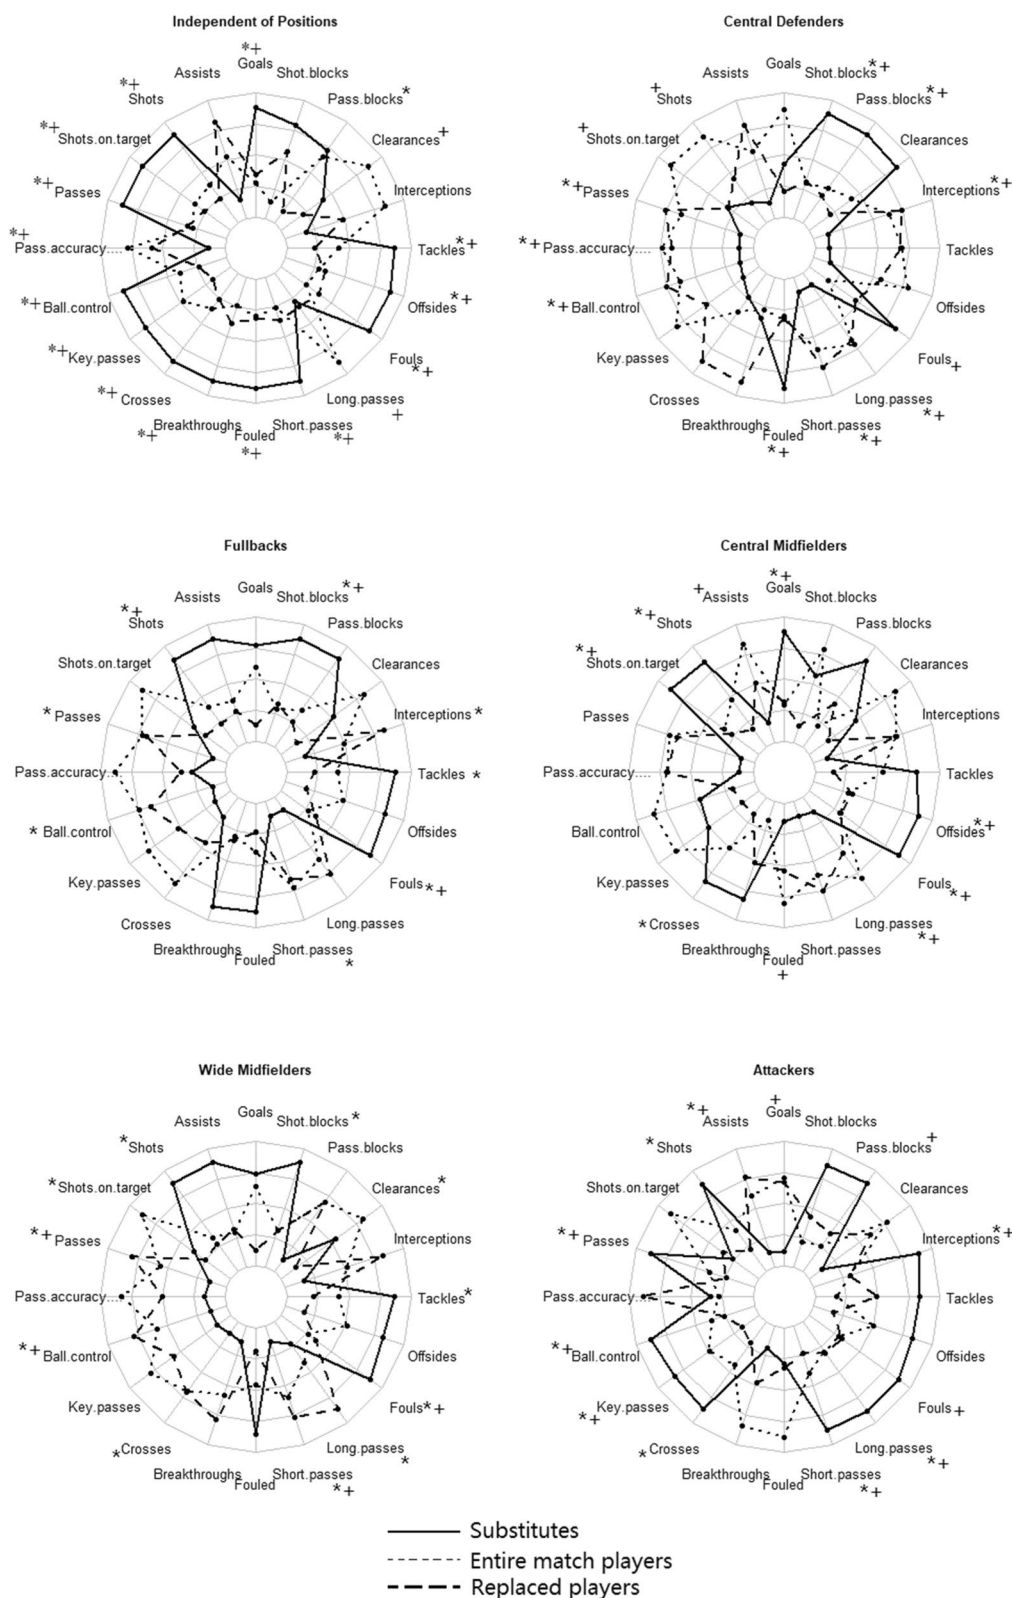 Independent of Positions
*+
Goals
Shot.blocks
Pass.blocks*
Clearances+
Interceptions
Tackles*+
Offsides*+
Fouls*+
Long.passes
+
Short.passes*+
Fouled
*+
Breakthroughs
*+
*+Crosses
*+Key.passes
*+Ball.control
*+
Pass.accuracy....
*+Passes
*+Shots.on.target
*+Shots
Assists
Central Defenders
Goals
Shot.blocks*+
Pass.blocks*+
Clearances
Interceptions*+
Tackles
Offsides
Fouls+
Long.passes
*+
Short.passes
*+
Fouled
*+
Breakthroughs
Crosses
Key.passes
*+Ball.control
*+Pass.accuracy....
*+Passes
+Shots.on.target
+Shots
Assists
Fullbacks
Goals
Shot.blocks*+
Pass.blocks
Clearances
Interceptions*
Tackles*
Offsides
Fouls*+
Long.passes
Short.passes
*
Fouled
Breakthroughs
Crosses
Key.passes
*Ball.control
Pass.accuracy....
*Passes
Shots.on.target
*+Shots
Assists
Central Midfielders
*+
Goals
Shot.blocks
Pass.blocks
Clearances
Interceptions
Tackles
Offsides*+
Fouls*+
Long.passes
*+
Short.passes
Fouled
+
Breakthroughs
*Crosses
Key.passes
Ball.control
Pass.accuracy....
Passes
*+
Shots.on.target
*+Shots
+Assists
Wide Midfielders
Goals
Shot.blocks*
Pass.blocks
Clearances*
Interceptions
Tackles*
Offsides
Fouls*+
Long.passes
*
Short.passes
*+
Fouled
Breakthroughs
*Crosses
Key.passes
*+Ball.control
Pass.accuracy....
*+Passes
*Shots.on.target
*Shots
Assists
Attackers
+
Goals
Shot.blocks
Pass.blocks+
Clearances
Interceptions*+
Tackles
Offsides
Fouls+
Long.passes
*+
Short.passes
*+
Fouled
Breakthroughs
*Crosses
Key.passes
*+
*+Ball.control
Pass.accuracy....
*+Passes
Shots.on.target
*Shots
*+Assists
Substitutes
Entire match players
Replaced players